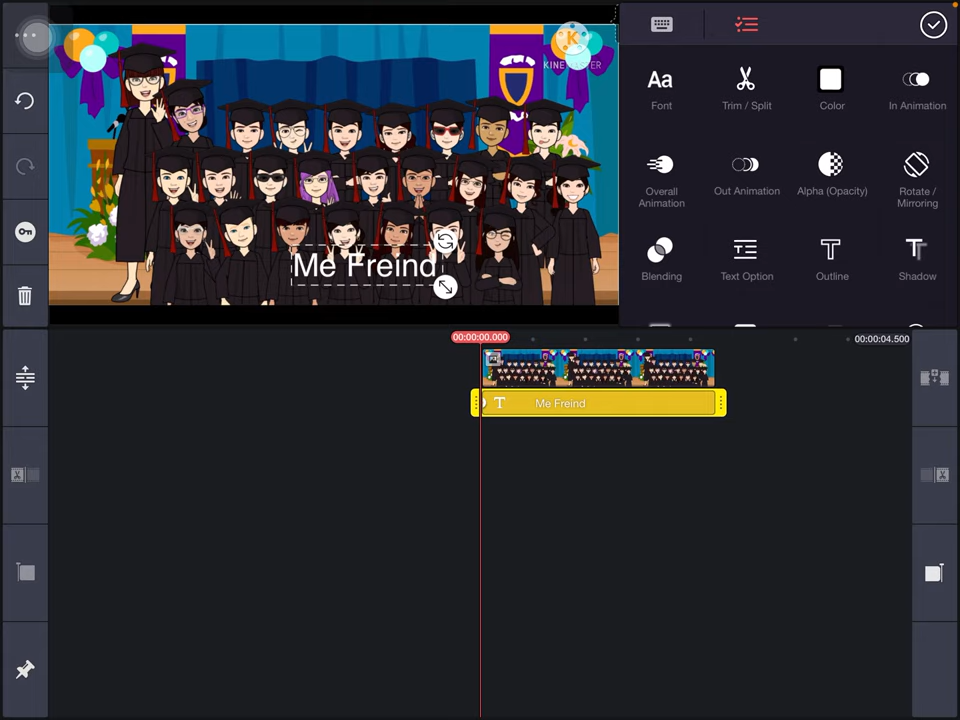 K
KINEMASTER
Me Freind
Aa
Font
Trim / Split
Color
In Animation
Overall
Animation
Out Animation
Alpha (Opacity)
Rotate /
Mirroring
Blending
Text Option
Outline
Shadow
00:00:00.000
00:00:04.500
T Me Freind